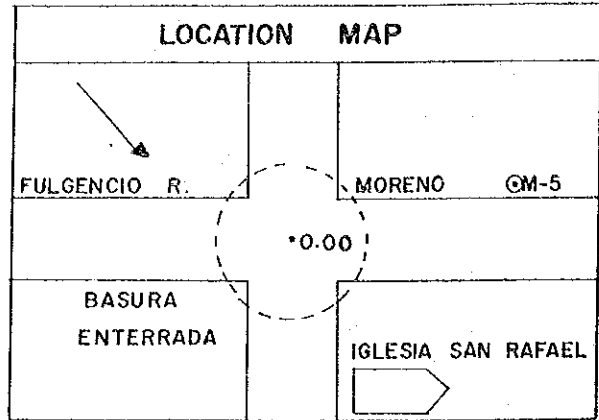 LOCATION MAP
FULGENCIO R. MORENO ⊙M-5
•0.00
BASURA
ENTERRADA
IGLESIA SAN RAFAEL